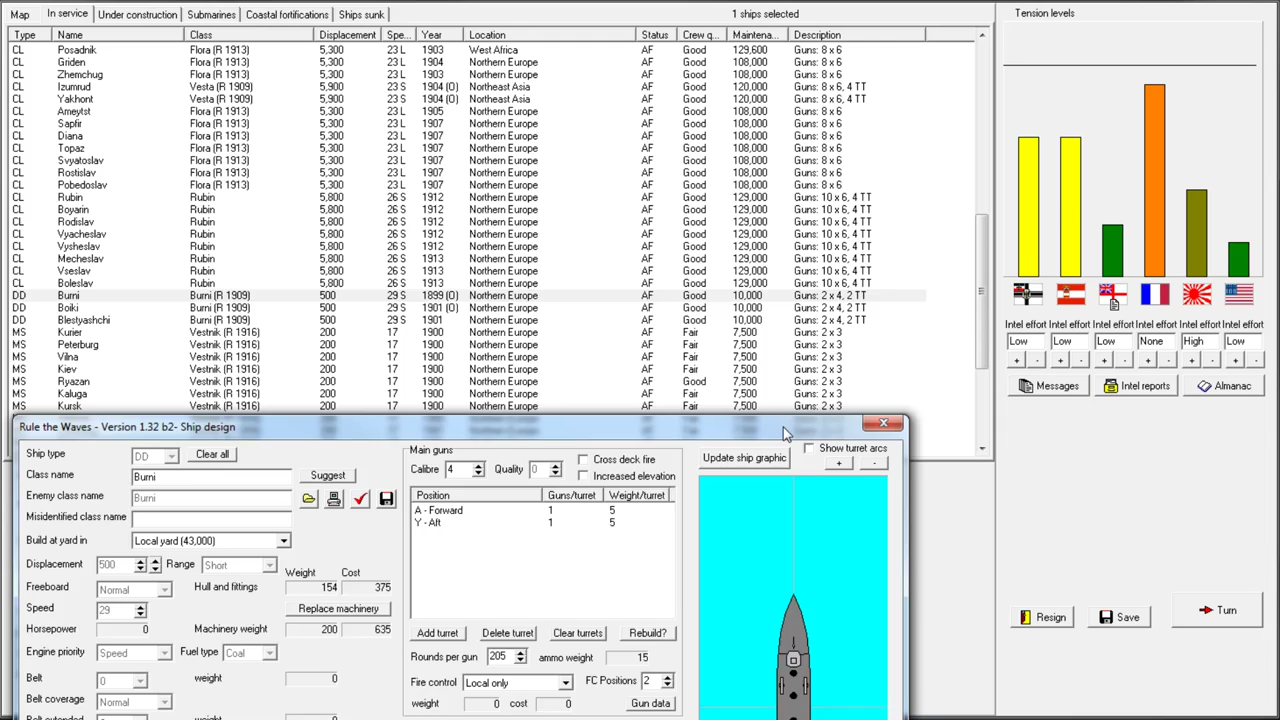 Map In service Under construction Submarines Coastal fortifications Ships sunk 1 ships selected Tension levels
Type Name Class Displacement Spe... Year Location Status Crew q... Maintena... Description
CL Posadnik Flora (R 1913) 5,300 23 L 1903 West Africa AF Good 129,600 Guns: 8 x 6
CL Griden Flora (R 1913) 5,300 23 L 1904 Northern Europe AF Good 108,000 Guns: 8 x 6
CL Zhemchug Flora (R 1913) 5,300 23 L 1903 Northern Europe AF Good 108,000 Guns: 8 x 6
CL Izumrud Vesta (R 1909) 5,900 23 S 1904 (O) Northeast Asia AF Good 120,000 Guns: 8 x 6, 4 TT
CL Yakhont Vesta (R 1909) 5,900 23 S 1904 (O) Northeast Asia AF Good 120,000 Guns: 8 x 6, 4 TT
CL Ameytst Flora (R 1913) 5,300 23 L 1905 Northern Europe AF Good 108,000 Guns: 8 x 6
CL Sapfir Flora (R 1913) 5,300 23 L 1907 Northern Europe AF Good 108,000 Guns: 8 x 6
CL Diana Flora (R 1913) 5,300 23 L 1907 Northern Europe AF Good 108,000 Guns: 8 x 6
CL Topaz Flora (R 1913) 5,300 23 L 1907 Northern Europe AF Good 108,000 Guns: 8 x 6
CL Svyatoslav Flora (R 1913) 5,300 23 L 1907 Northern Europe AF Good 108,000 Guns: 8 x 6
CL Rostislav Flora (R 1913) 5,300 23 L 1907 Northern Europe AF Good 108,000 Guns: 8 x 6
CL Pobedoslav Flora (R 1913) 5,300 23 L 1907 Northern Europe AF Good 108,000 Guns: 8 x 6
CL Rubin Rubin 5,800 26 S 1912 Northern Europe AF Good 129,000 Guns: 10 x 6, 4 TT
CL Boyarin Rubin 5,800 26 S 1912 Northern Europe AF Good 129,000 Guns: 10 x 6, 4 TT
CL Rodislav Rubin 5,800 26 S 1912 Northern Europe AF Good 129,000 Guns: 10 x 6, 4 TT
CL Vyacheslav Rubin 5,800 26 S 1912 Northern Europe AF Good 129,000 Guns: 10 x 6, 4 TT
CL Vysheslav Rubin 5,800 26 S 1912 Northern Europe AF Good 129,000 Guns: 10 x 6, 4 TT
CL Mecheslav Rubin 5,800 26 S 1913 Northern Europe AF Good 129,000 Guns: 10 x 6, 4 TT
CL Vseslav Rubin 5,800 26 S 1913 Northern Europe AF Good 129,000 Guns: 10 x 6, 4 TT
CL Boleslav Rubin 5,800 26 S 1913 Northern Europe AF Good 129,000 Guns: 10 x 6, 4 TT
DD Burni Burni (R 1909) 500 29 S 1899 (O) Northern Europe AF Good 10,000 Guns: 2 x 4, 2 TT
DD Boiki Burni (R 1909) 500 29 S 1901 (O) Northern Europe AF Good 10,000 Guns: 2 x 4, 2 TT
DD Blestyashchi Burni (R 1909) 500 29 S 1901 Northern Europe AF Good 10,000 Guns: 2 x 4, 2 TT
MS Kurier Vestnik (R 1916) 200 17 1900 Northern Europe AF Fair 7,500 Guns: 2 x 3
MS Peterburg Vestnik (R 1916) 200 17 1900 Northern Europe AF Fair 7,500 Guns: 2 x 3
MS Vilna Vestnik (R 1916) 200 17 1900 Northern Europe AF Fair 7,500 Guns: 2 x 3
MS Kiev Vestnik (R 1916) 200 17 1900 Northern Europe AF Fair 7,500 Guns: 2 x 3
MS Ryazan Vestnik (R 1916) 200 17 1900 Northern Europe AF Good 7,500 Guns: 2 x 3
MS Kaluga Vestnik (R 1916) 200 17 1900 Northern Europe AF Fair 7,500 Guns: 2 x 3
MS Kursk Vestnik (R 1916) 200 17 1900 Northern Europe AF Fair 7,500 Guns: 2 x 3
Intel effort Intel effort Intel effort Intel effort Intel effort Intel effort
Low Low Low None High Low
+ - + - + - + - + - + -
Messages Intel reports Almanac
Resign Save Turn
Rule the Waves - Version 1.32 b2- Ship design
Ship type DD Clear all
Class name Burni Suggest
Enemy class name Burni
Misidentified class name
Build at yard in Local yard (43,000)
Displacement 500 Range Short
Weight Cost
Freeboard Normal Hull and fittings 154 375
Speed 29 Replace machinery
Horsepower 0 Machinery weight 200 635
Engine priority Speed Fuel type Coal
Belt 0 weight 0
Belt coverage Normal
Main guns
Calibre 4 Quality 0 Cross deck fire
Increased elevation
Position Guns/turret Weight/turret
A - Forward 1 5
Y - Aft 1 5
Add turret Delete turret Clear turrets Rebuild?
Rounds per gun 205 ammo weight 15
Fire control Local only FC Positions 2
weight 0 cost 0 Gun data
Update ship graphic Show turret arcs
+ -